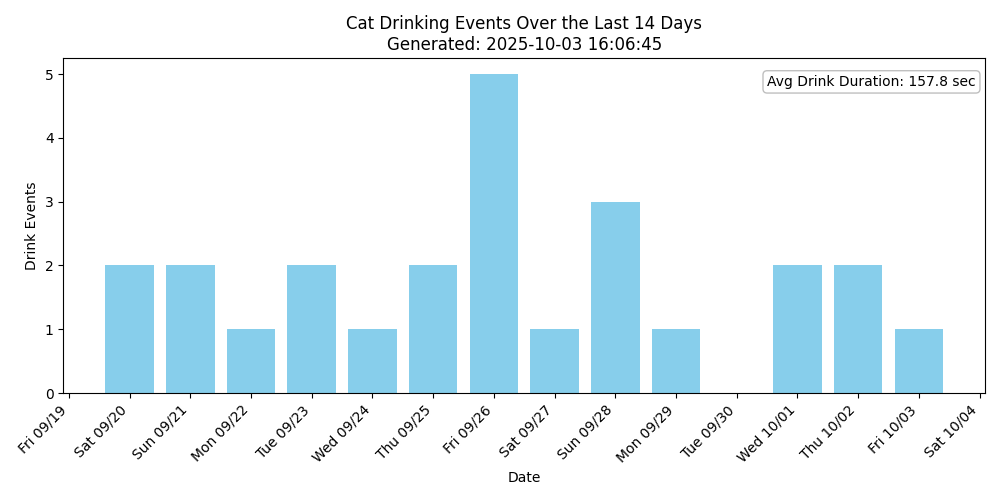 Cat Drinking Events Over the Last 14 Days
Generated: 2025-10-03 16:06:45
Avg Drink Duration: 157.8 sec
Drink Events
5
4
3
2
1
0
Fri 09/19
Sat 09/20
Sun 09/21
Mon 09/22
Tue 09/23
Wed 09/24
Thu 09/25
Fri 09/26
Sat 09/27
Sun 09/28
Mon 09/29
Tue 09/30
Wed 10/01
Thu 10/02
Fri 10/03
Sat 10/04
Date